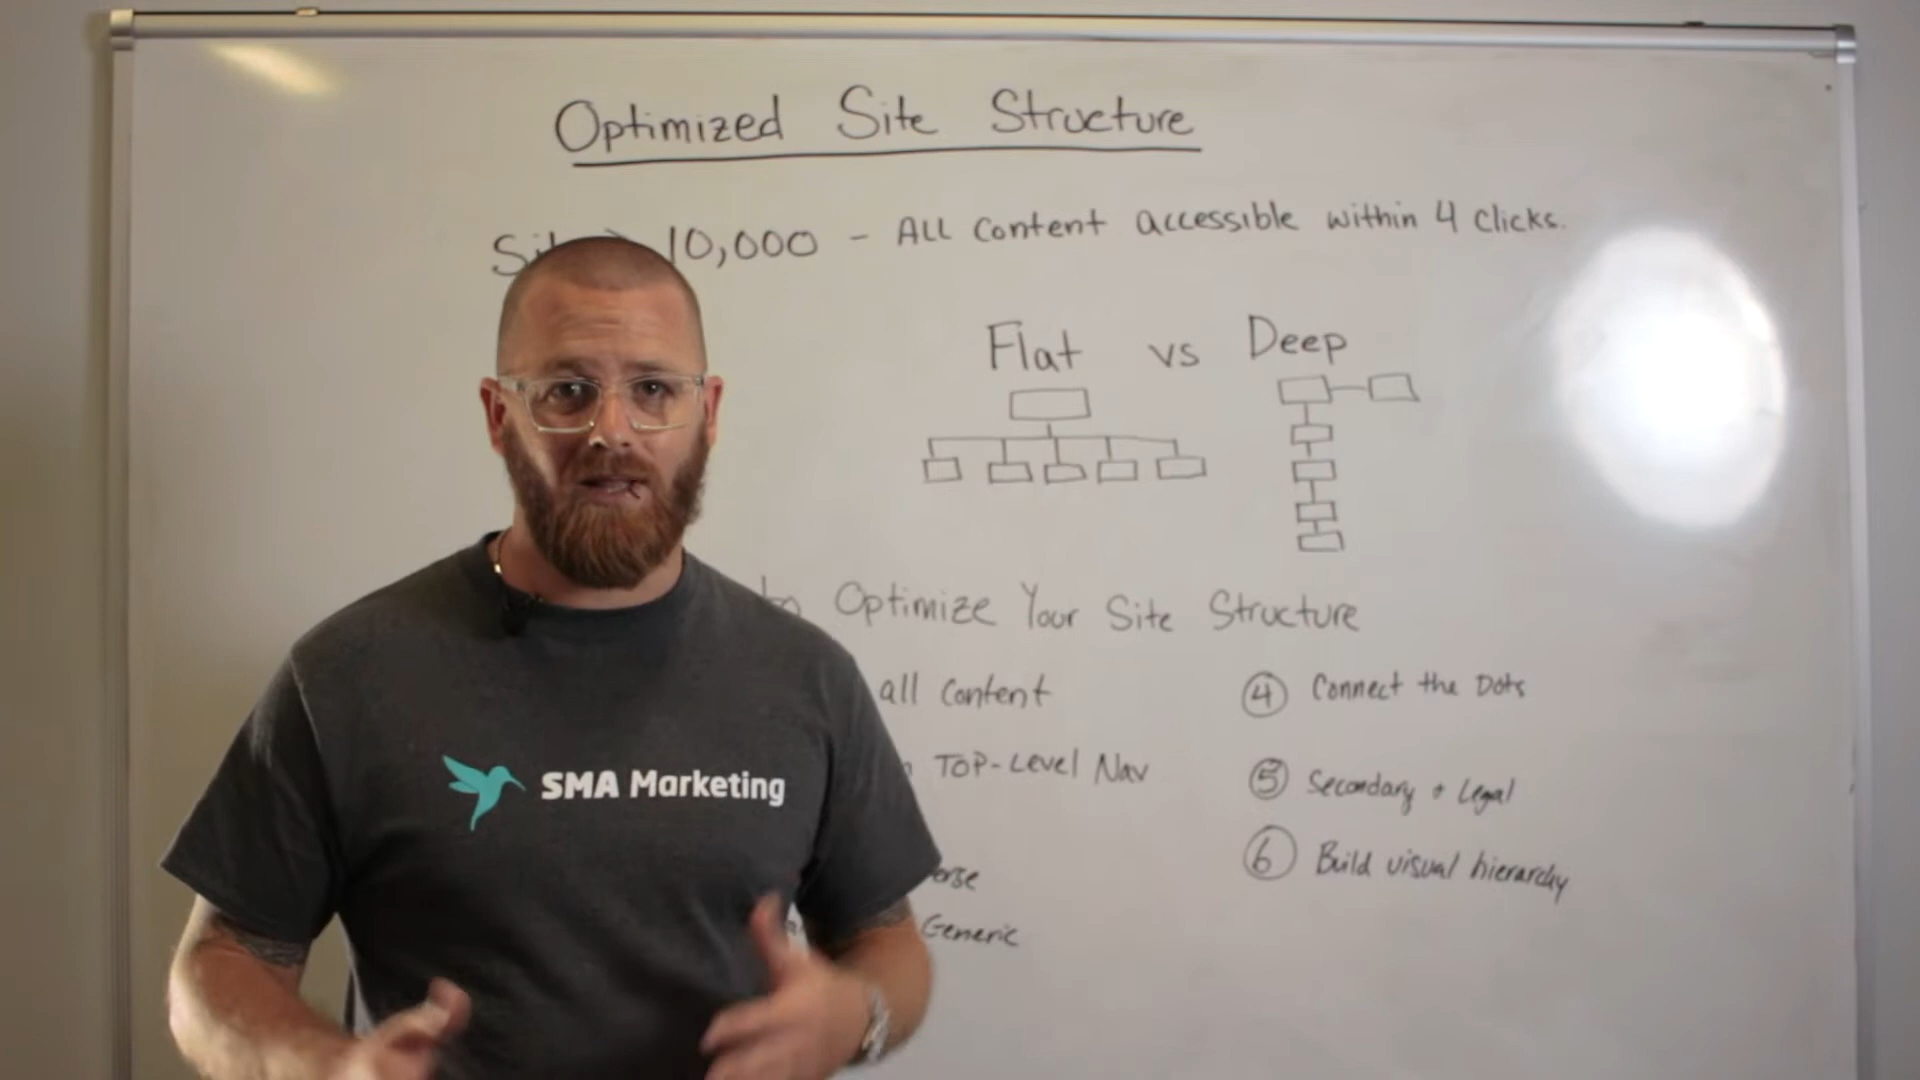 Optimized Site Structure
10,000 - All Content accessible within 4 clicks.
Flat vs Deep
Optimize Your Site Structure
all Content
TOP-Level Nav
Generic
④ Connect the Dots
⑤ Secondary + Legal
⑥ Build visual hierarchy
SMA Marketing